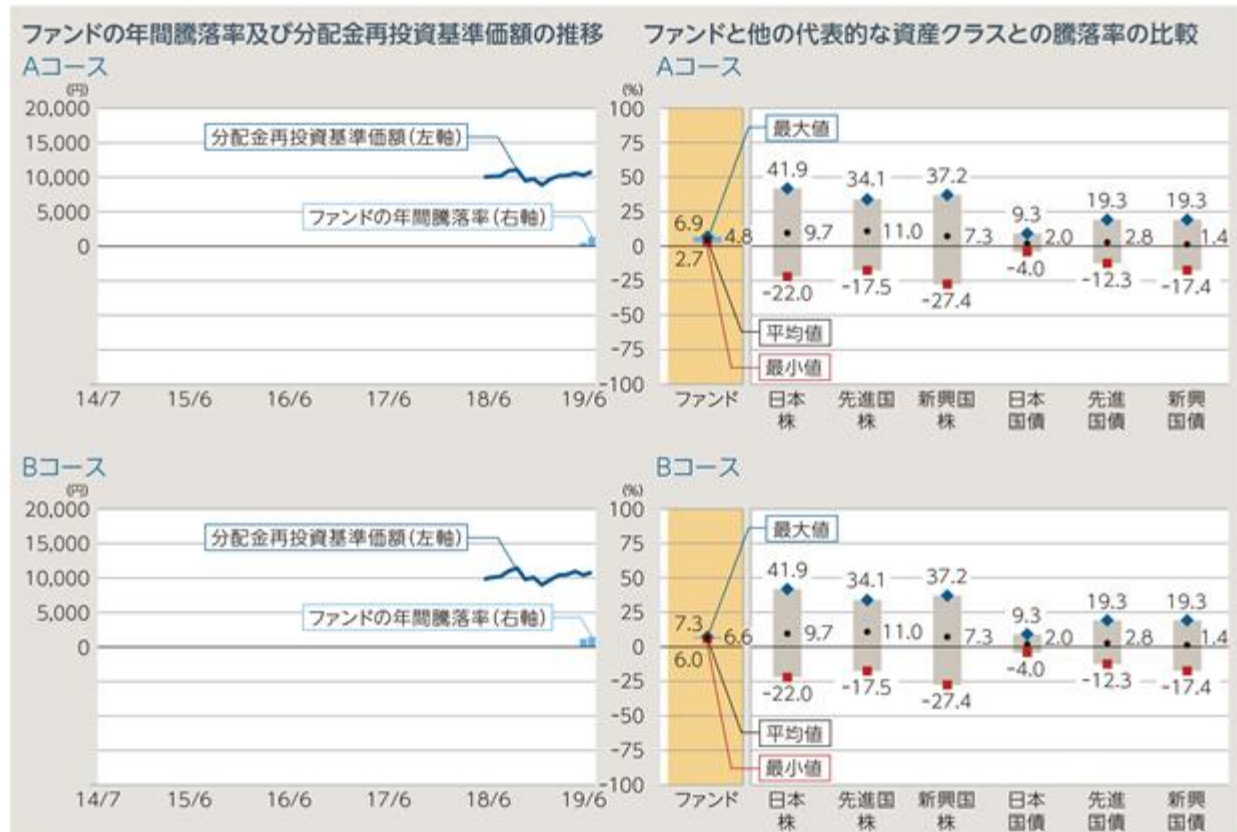 ファンドの年間騰落率及び分配金再投資基準価額の推移
Aコース
(円)
20,000
15,000
10,000
5,000
0
分配金再投資基準価額(左軸)
ファンドの年間騰落率(右軸)
14/7 15/6 16/6 17/6 18/6 19/6
ファンドと他の代表的な資産クラスとの騰落率の比較
Aコース
(%)
100
75
50
25
0
-25
-50
-75
-100
最大値
平均値
最小値
6.9 4.8 2.7
41.9 9.7 -22.0
34.1 11.0 -17.5
37.2 7.3 -27.4
9.3 2.0 -4.0
19.3 2.8 -12.3
19.3 1.4 -17.4
ファンド
日本
株
先進国
株
新興国
株
日本
国債
先進
国債
新興
国債
Bコース
(円)
20,000
15,000
10,000
5,000
0
分配金再投資基準価額(左軸)
ファンドの年間騰落率(右軸)
14/7 15/6 16/6 17/6 18/6 19/6
Bコース
(%)
100
75
50
25
0
-25
-50
-75
-100
最大値
平均値
最小値
7.3 6.6 6.0
41.9 9.7 -22.0
34.1 11.0 -17.5
37.2 7.3 -27.4
9.3 2.0 -4.0
19.3 2.8 -12.3
19.3 1.4 -17.4
ファンド
日本
株
先進国
株
新興国
株
日本
国債
先進
国債
新興
国債